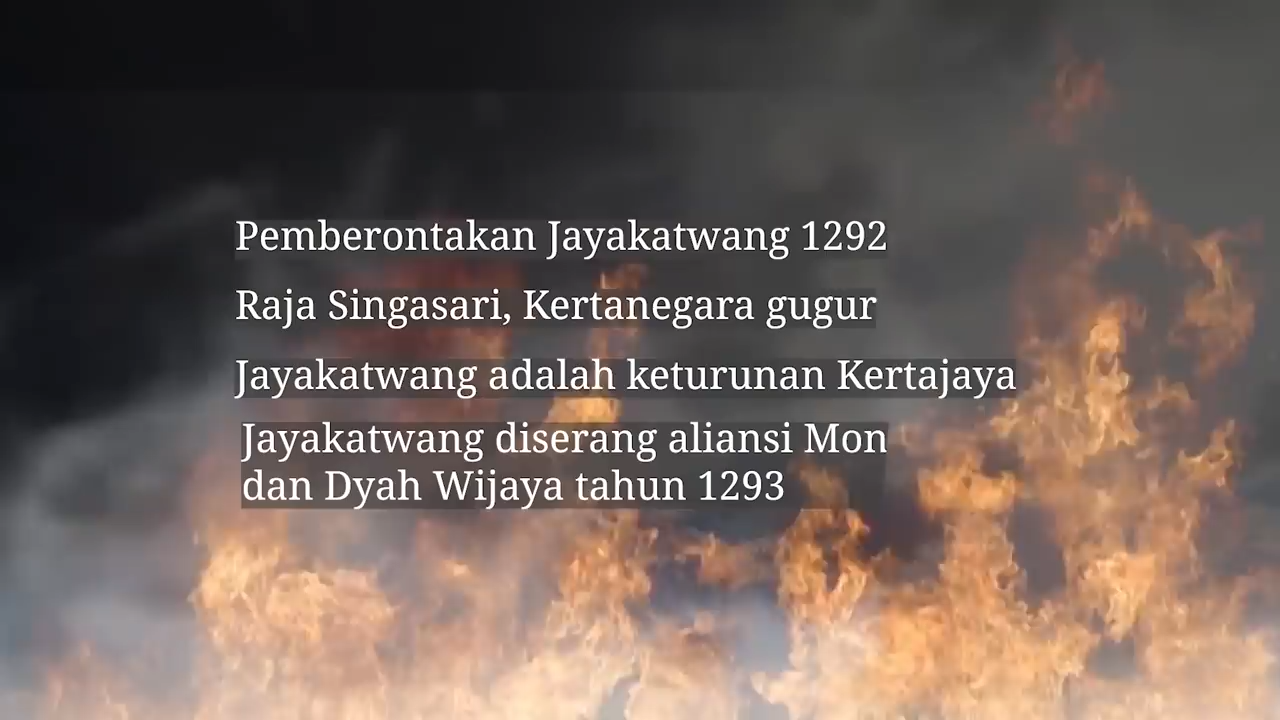 Pemberontakan Jayakatwang 1292
Raja Singasari, Kertanegara gugur
Jayakatwang adalah keturunan Kertajaya
Jayakatwang diserang aliansi Mon
dan Dyah Wijaya tahun 1293